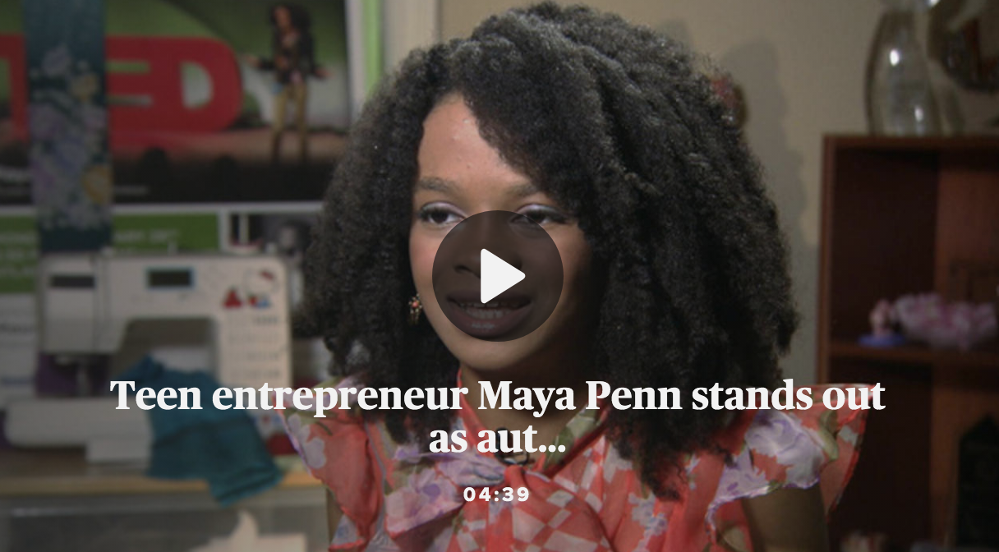 Teen entrepreneur Maya Penn stands out
as aut...
04:39